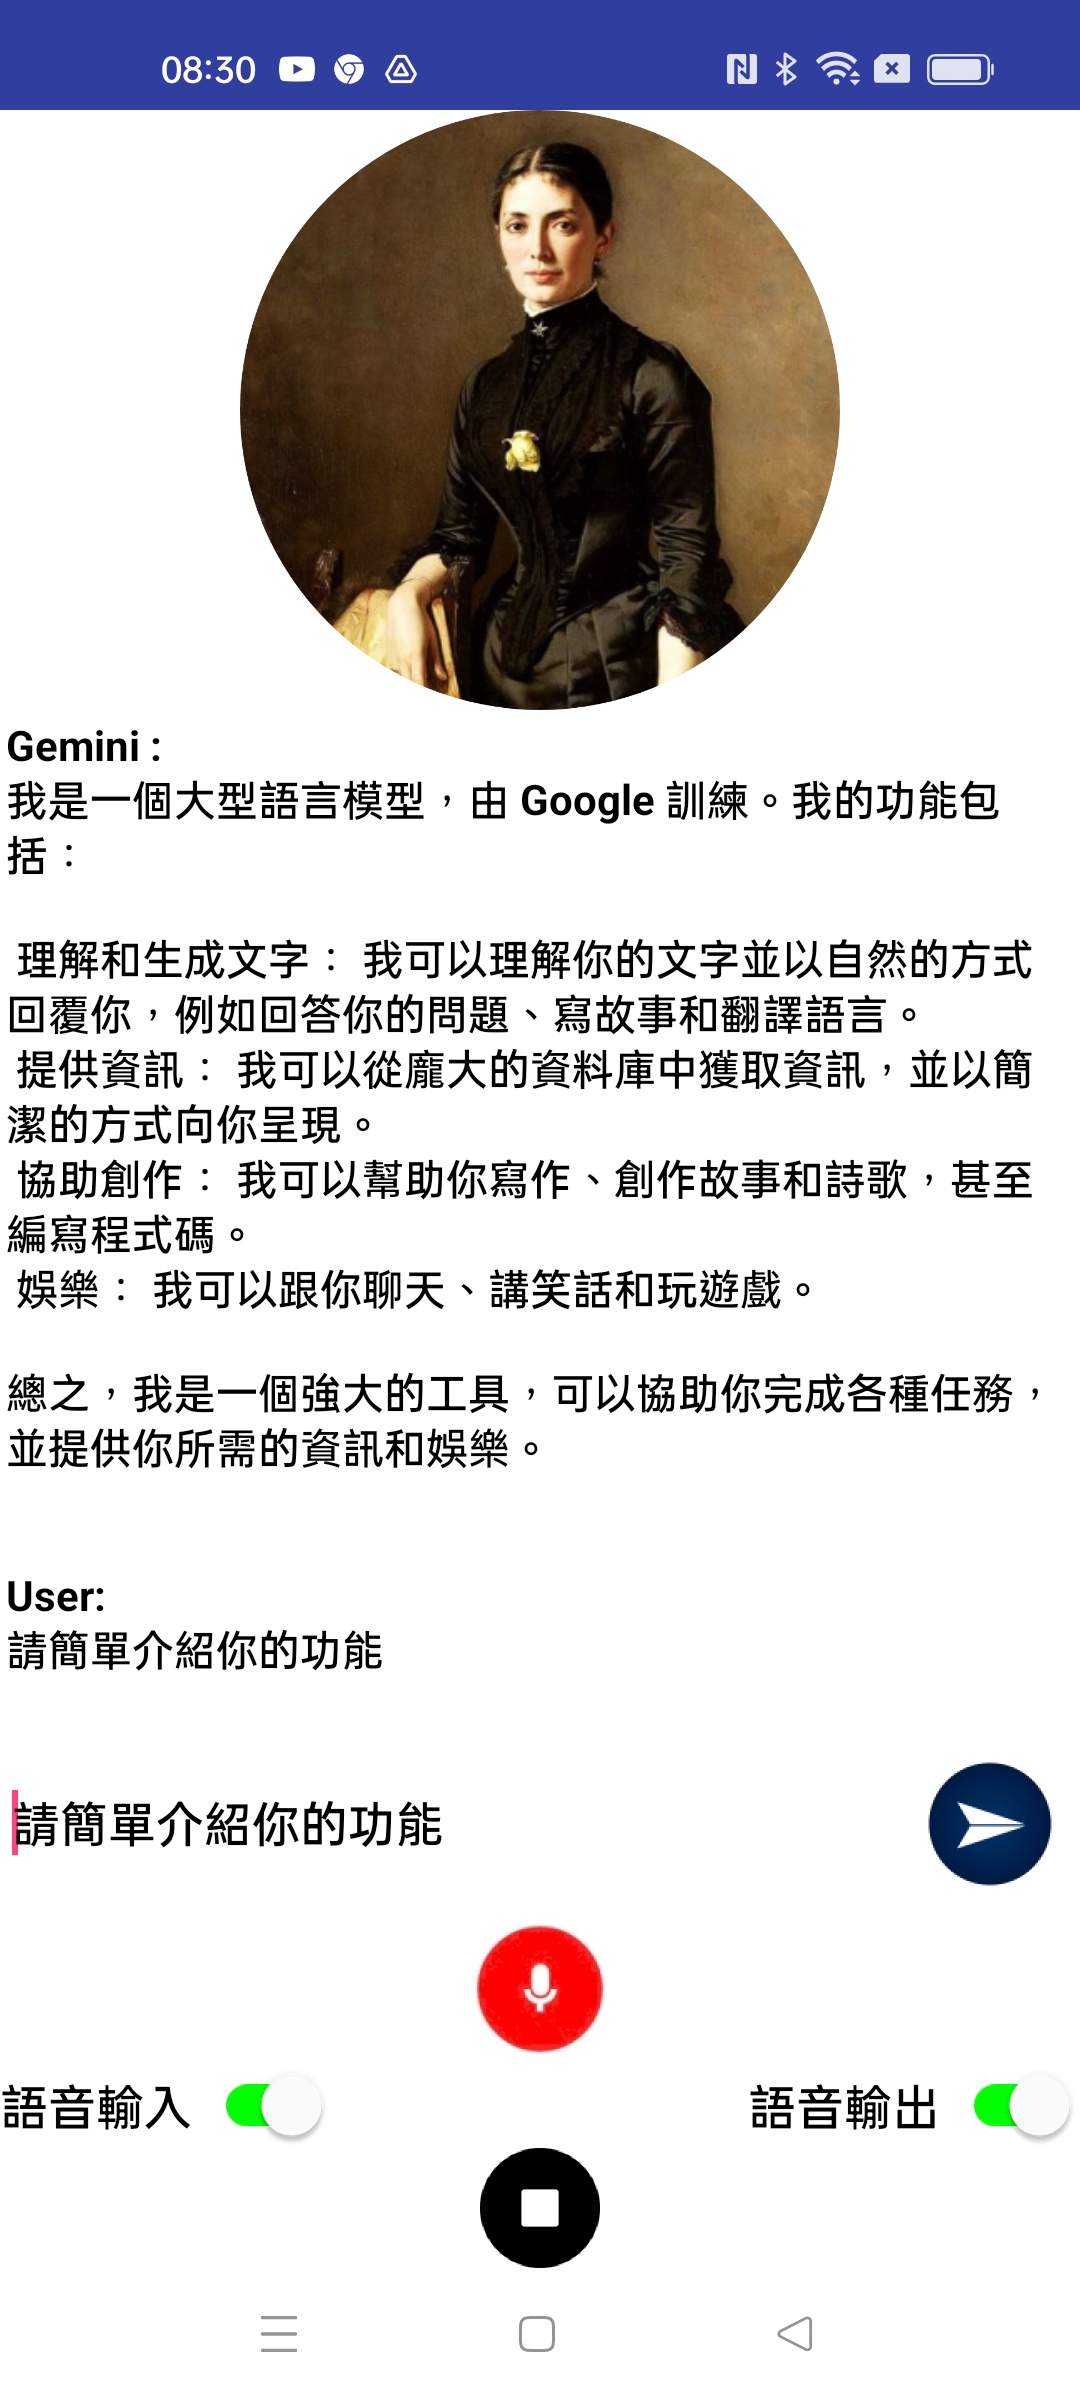 08:30
Gemini :
我是一個大型語言模型，由 Google 訓練。我的功能包
括：
理解和生成文字： 我可以理解你的文字並以自然的方式
回覆你，例如回答你的問題、寫故事和翻譯語言。
提供資訊： 我可以從龐大的資料庫中獲取資訊，並以簡
潔的方式向你呈現。
協助創作： 我可以幫助你寫作、創作故事和詩歌，甚至
編寫程式碼。
娛樂： 我可以跟你聊天、講笑話和玩遊戲。
總之，我是一個強大的工具，可以協助你完成各種任務，
並提供你所需的資訊和娛樂。
User:
請簡單介紹你的功能
請簡單介紹你的功能
語音輸入
語音輸出